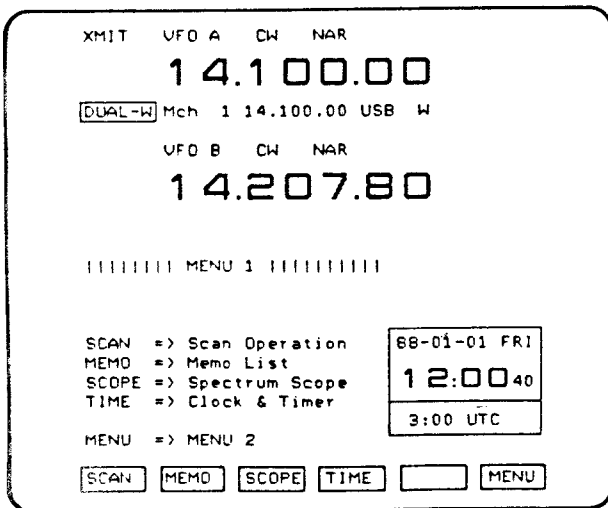 XMIT VFO A CW NAR
14.100.00
DUAL-W Mch 1 14.100.00 USB W
VFO B CW NAR
14.207.80
|||||||| MENU 1 ||||||||||
SCAN => Scan Operation
MEMO => Memo List
SCOPE => Spectrum Scope
TIME => Clock & Timer
MENU => MENU 2
88-01-01 FRI
12:00 40
3:00 UTC
SCAN MEMO SCOPE TIME MENU